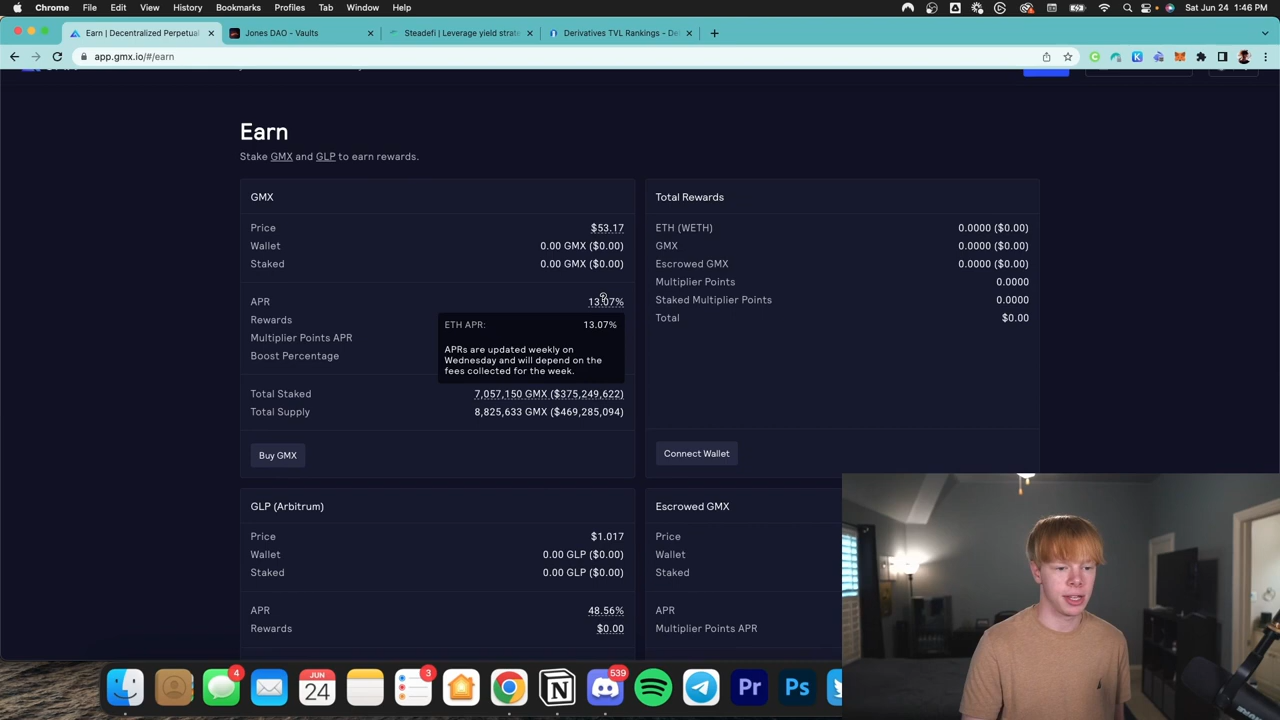 Chrome File Edit View History Bookmarks Profiles Tab Window Help Sat Jun 24 1:46 PM
Earn | Decentralized Perpetual Jones DAO - Vaults Steadefi | Leverage yield strate Derivatives TVL Rankings - De
app.gmx.io/#/earn
Earn
Stake GMX and GLP to earn rewards.
GMX
Price $53.17
Wallet 0.00 GMX ($0.00)
Staked 0.00 GMX ($0.00)
APR 13.07%
Rewards
Multiplier Points APR
Boost Percentage
ETH APR: 13.07%
APRs are updated weekly on
Wednesday and will depend on the
fees collected for the week.
Total Staked 7,057,150 GMX ($375,249,622)
Total Supply 8,825,633 GMX ($469,285,094)
Buy GMX
Total Rewards
ETH (WETH) 0.0000 ($0.00)
GMX 0.0000 ($0.00)
Escrowed GMX 0.0000 ($0.00)
Multiplier Points 0.0000
Staked Multiplier Points 0.0000
Total $0.00
Connect Wallet
GLP (Arbitrum)
Price $1.017
Wallet 0.00 GLP ($0.00)
Staked 0.00 GLP ($0.00)
APR 48.56%
Rewards $0.00
Escrowed GMX
Price
Wallet
Staked
APR
Multiplier Points APR
4 JUN 24 3 539 Pr Ps